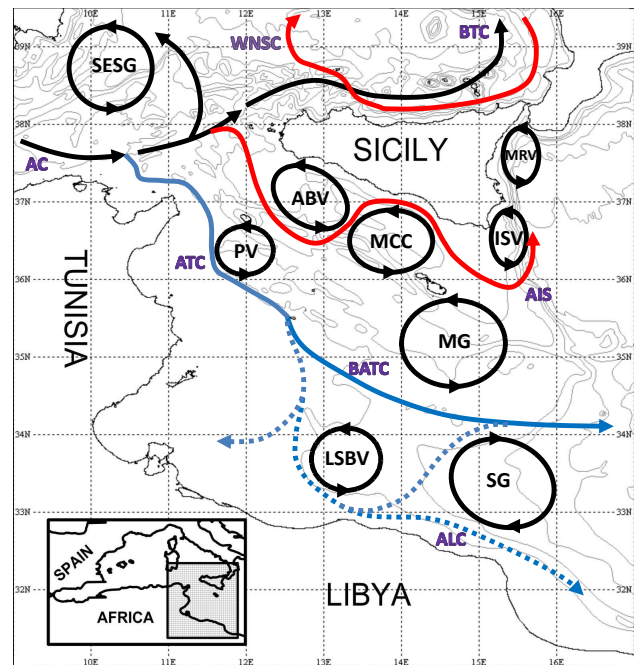 39N
38N
37N
36N
35N
34N
33N
32N
WNSC
BTC
SESG
SICILY
MRV
AC
ABV
ISV
PV
MCC
ATC
AIS
TUNISIA
MG
BATC
LSBV
SG
ALC
LIBYA
SPAIN
AFRICA
10E
11E
12E
13E
14E
15E
16E